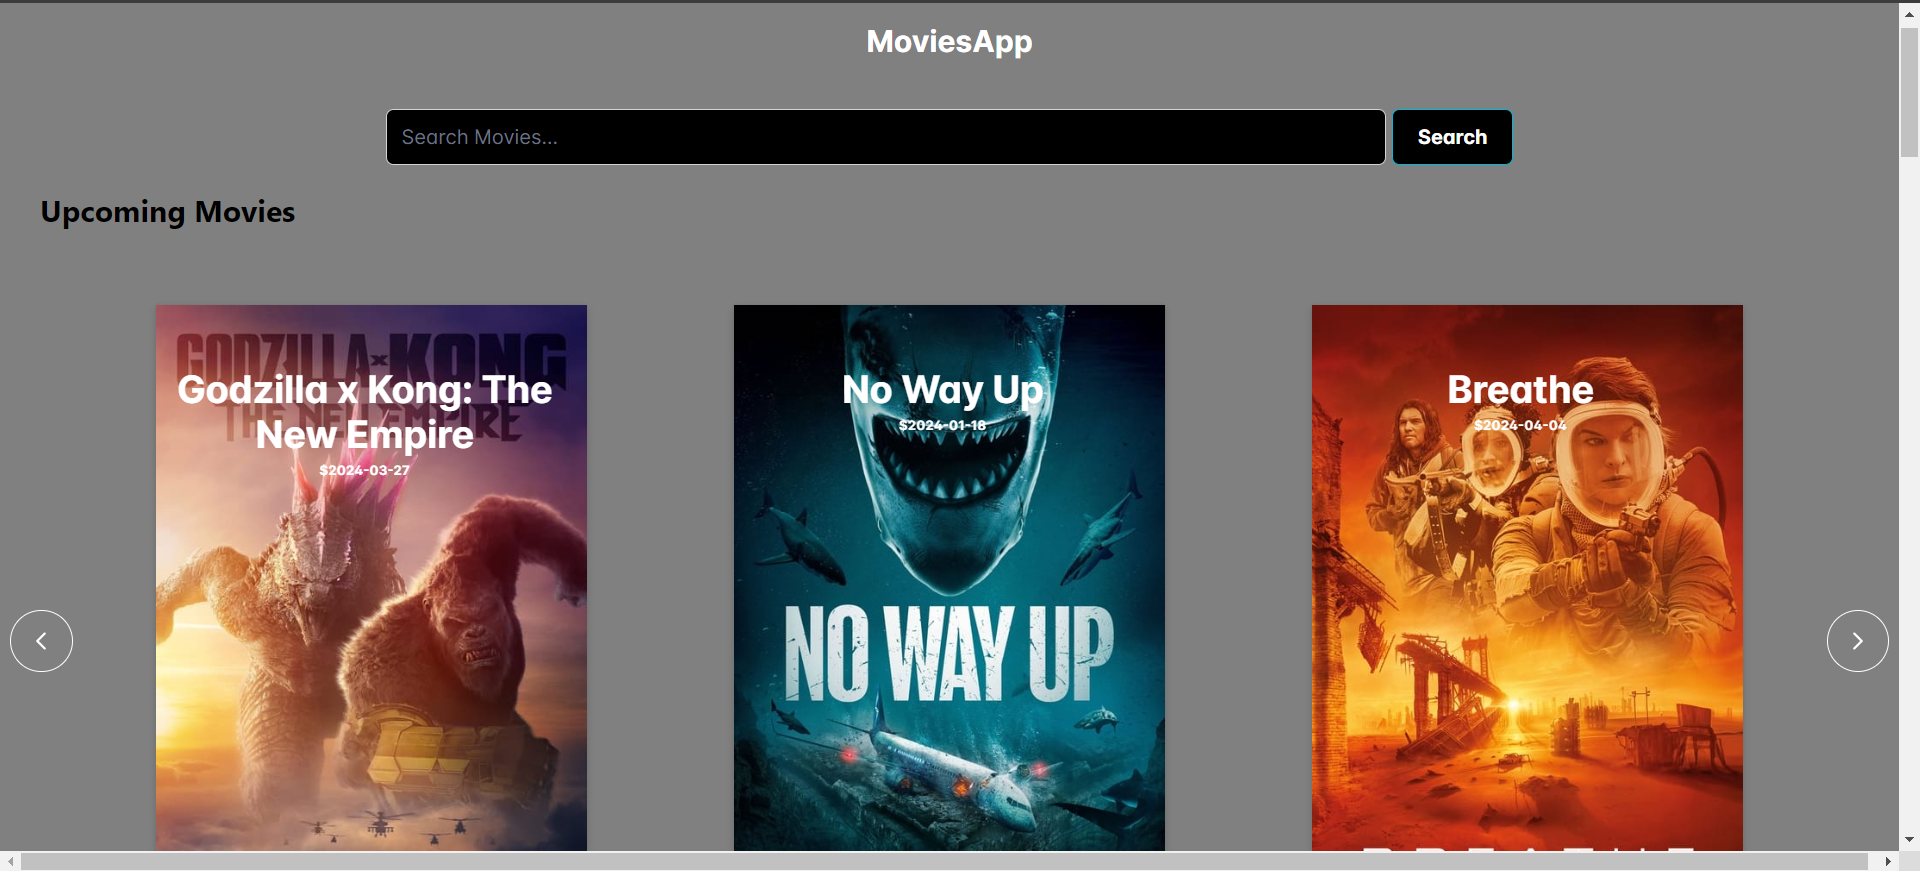 MoviesApp
Search Movies...
Search
Upcoming Movies
GODZILLA x KONG
THE NEW EMPIRE
Godzilla x Kong: The
New Empire
$2024-03-27
No Way Up
$2024-01-18
NO WAY UP
Breathe
$2024-04-04